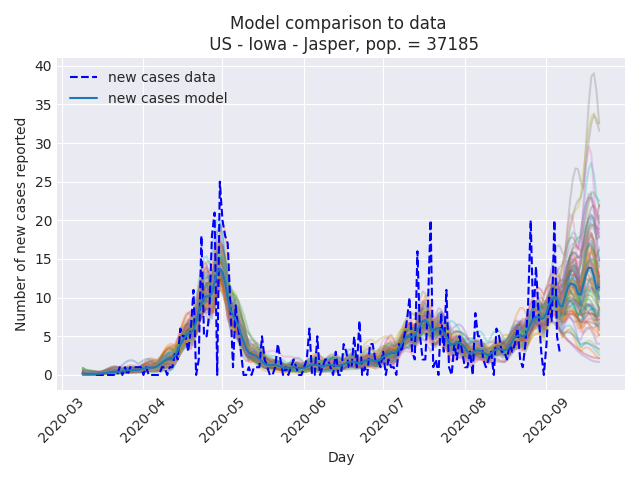 Model comparison to data
US - Iowa - Jasper, pop. = 37185
new cases data
new cases model
Number of new cases reported
40
35
30
25
20
15
10
5
0
2020-03
2020-04
2020-05
2020-06
2020-07
2020-08
2020-09
Day